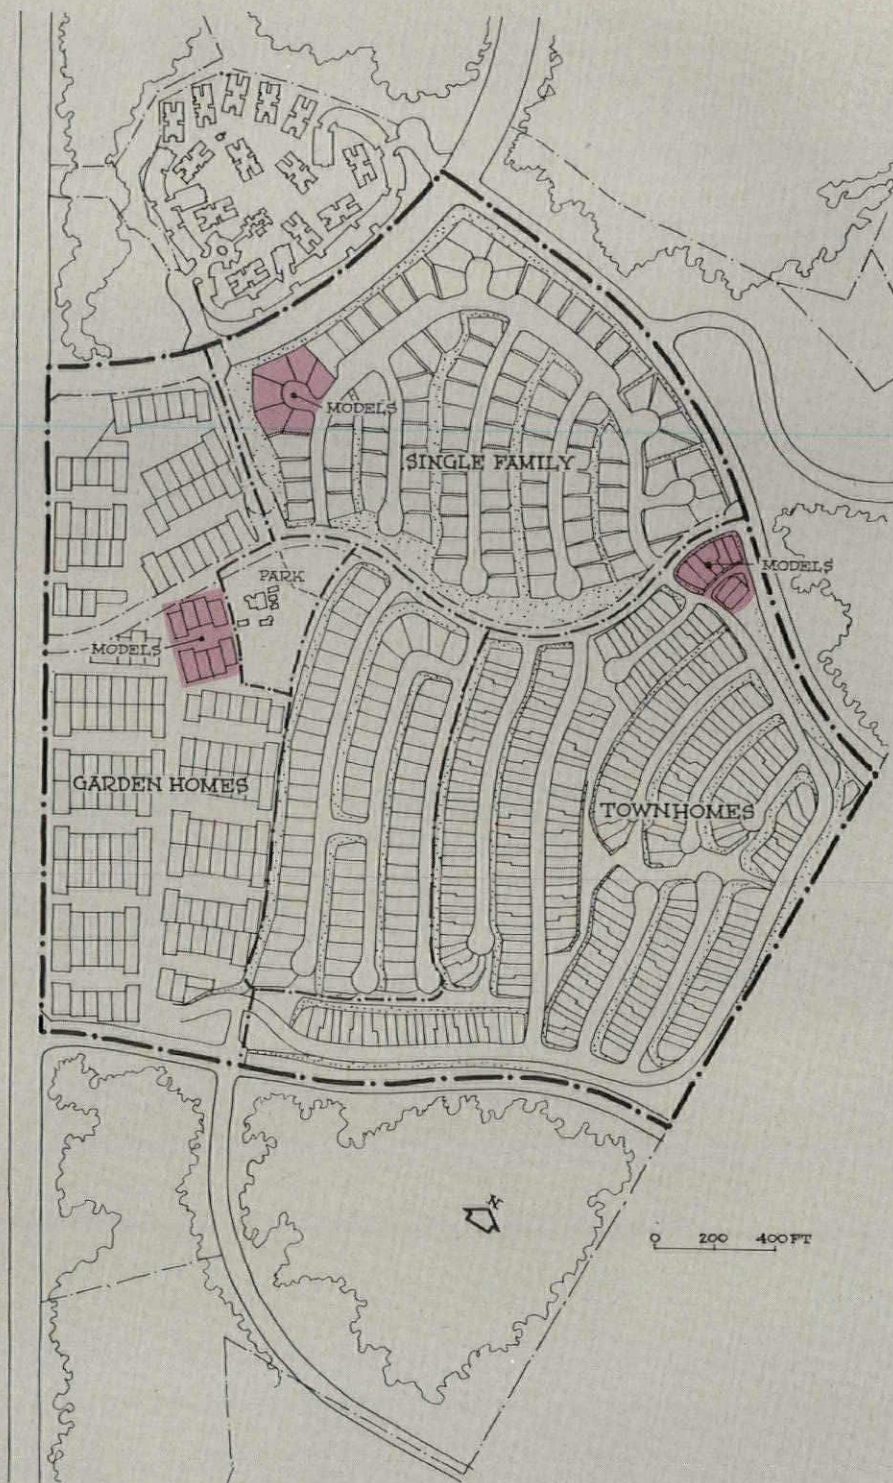 MODELS
SINGLE FAMILY
MODELS
PARK
MODELS
GARDEN HOMES
TOWNHOMES
N
0 200 400 FT